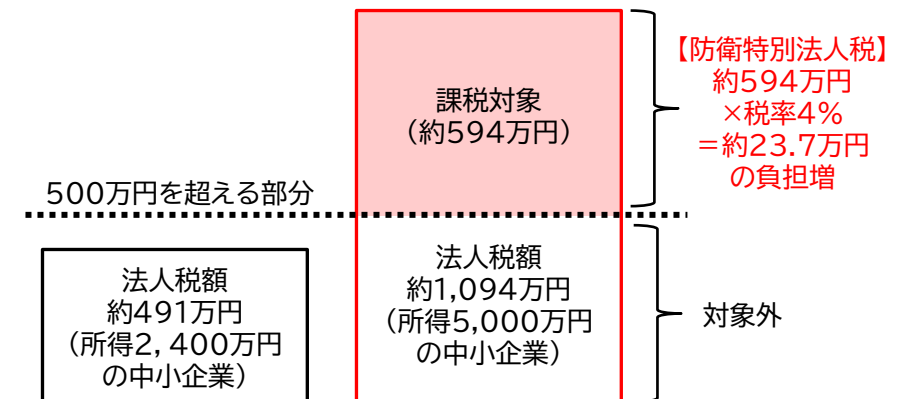 課税対象
（約594万円）
【防衛特別法人税】
約594万円
×税率4％
＝約23.7万円
の負担増
500万円を超える部分
法人税額
約491万円
（所得2，400万円
の中小企業）
法人税額
約1,094万円
（所得5,000万円
の中小企業）
対象外